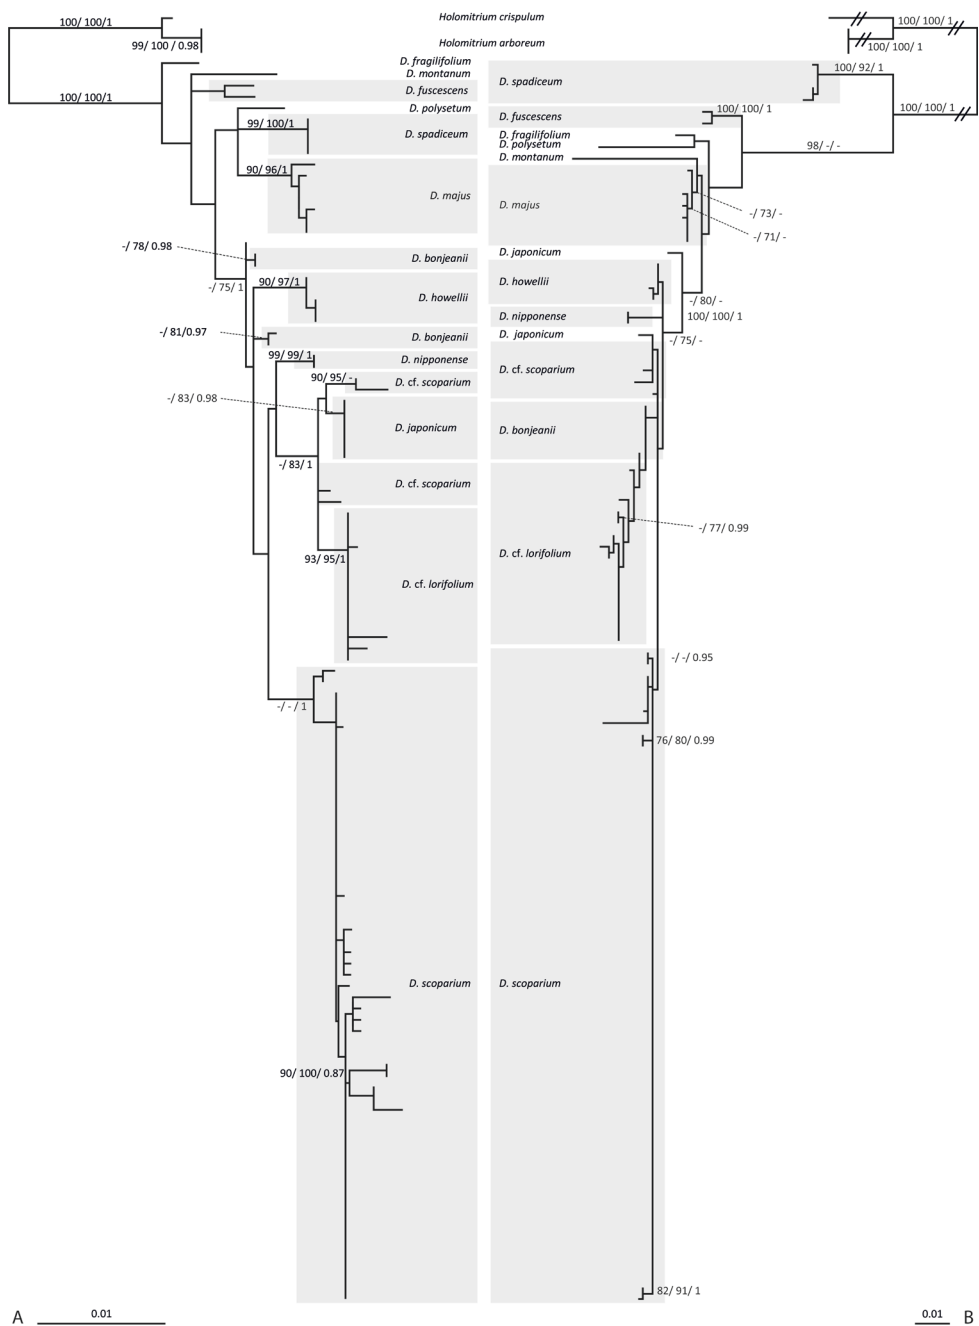 Holomitrium crispulum
100/ 100/ 1
100/ 100/ 1
Holomitrium arboreum
99/ 100 / 0.98
100/ 100/ 1
D. fragilifolium
D. montanum
D. fuscescens
100/ 100/ 1
D. polysetum
99/ 100/1
D. spadiceum
90/ 96/1
D. majus
-/ 78/ 0.98
D. bonjeanii
-/ 75/ 1
90/ 97/1
D. howellii
-/ 81/0.97
D. bonjeanii
99/ 99/ 1
D. nipponense
90/ 95/ -
D. cf. scoparium
-/ 83/ 0.98
D. japonicum
-/ 83/ 1
D. cf. scoparium
93/ 95/1
D. cf. lorifolium
-/ - / 1
D. scoparium
90/ 100/ 0.87
A
0.01
D. spadiceum
100/ 92/ 1
D. fuscescens
100/ 100/ 1
100/ 100/ 1
D. fragilifolium
D. polysetum
98/ -/ -
D. montanum
D. majus
-/ 73/ -
-/ 71/ -
D. japonicum
D. howellii
-/ 80/ -
D. nipponense
100/ 100/ 1
D. japonicum
-/ 75/ -
D. cf. scoparium
D. bonjeanii
-/ 77/ 0.99
D. cf. lorifolium
-/ -/ 0.95
76/ 80/ 0.99
D. scoparium
82/ 91/ 1
0.01
B